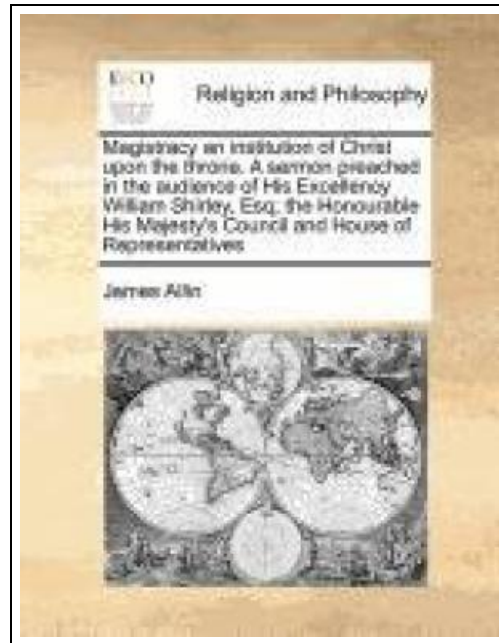 ECCO
Religion and Philosophy
Magistracy an institution of Christ
upon the throne. A sermon preached
in the audience of His Excellency
William Shirley, Esq; the Honourable
His Majesty's Council and House of
Representatives
James Allin